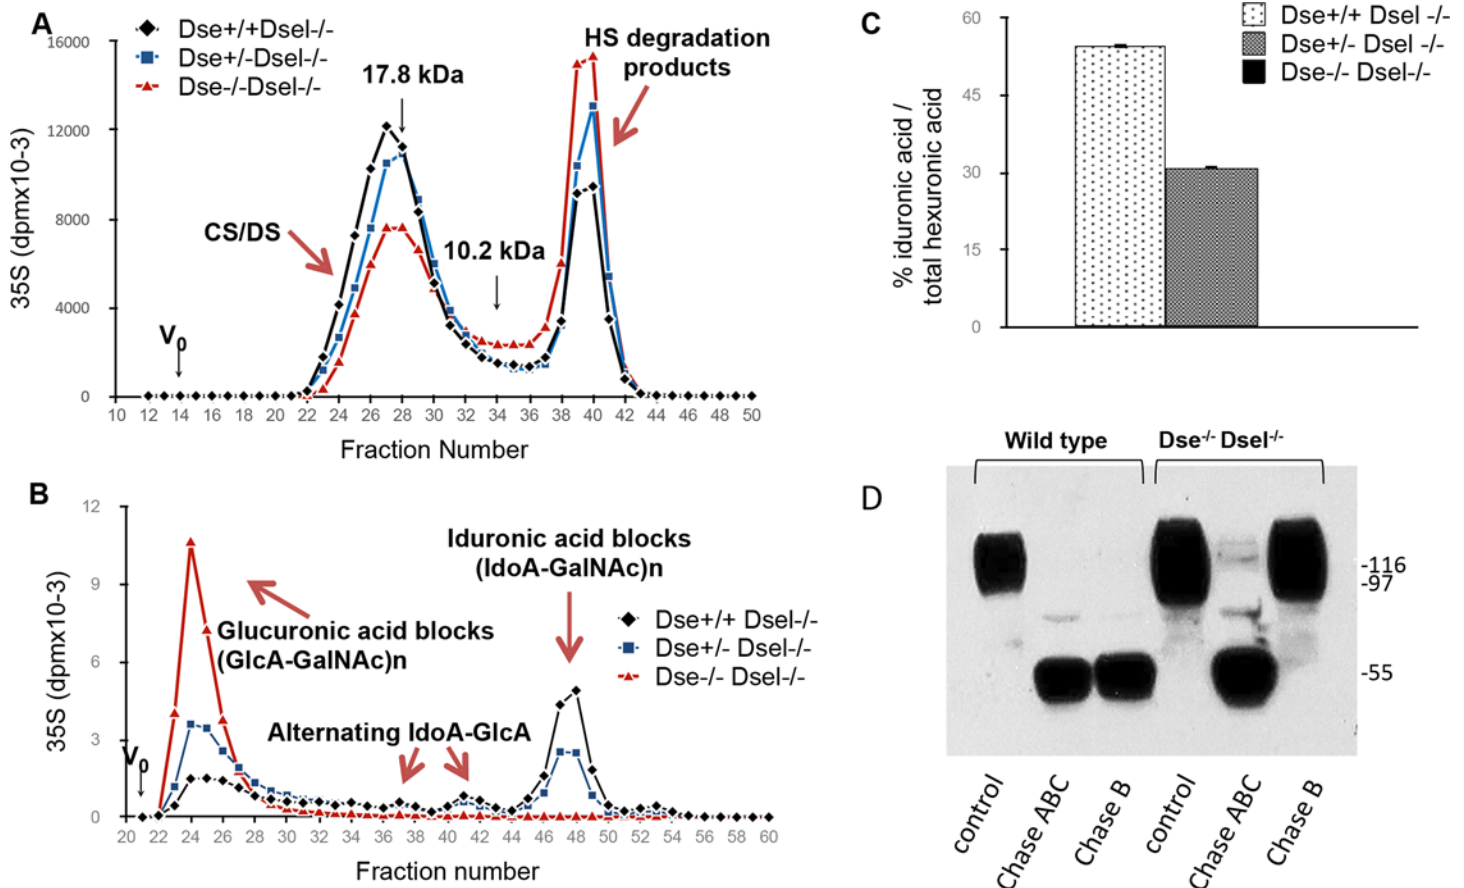 A
Dse+/+Dsel-/-
Dse+/-Dsel-/-
Dse-/-Dsel-/-
HS degradation
products
17.8 kDa
CS/DS
10.2 kDa
V0
35S (dpmx10-3)
16000
12000
8000
4000
0
10 12 14 16 18 20 22 24 26 28 30 32 34 36 38 40 42 44 46 48 50
Fraction Number
B
Iduronic acid blocks
(IdoA-GalNAc)n
Glucuronic acid blocks
(GlcA-GalNAc)n
Dse+/+ Dsel-/-
Dse+/- Dsel-/-
Dse-/- Dsel-/-
Alternating IdoA-GlcA
V0
35S (dpmx10-3)
12
9
6
3
0
20 22 24 26 28 30 32 34 36 38 40 42 44 46 48 50 52 54 56 58 60
Fraction number
C
Dse+/+ Dsel -/-
Dse+/- Dsel -/-
Dse-/- Dsel-/-
% iduronic acid /
total hexuronic acid
60
45
30
15
0
D
Wild type
Dse-/- Dsel-/-
-116
-97
-55
control
Chase ABC
Chase B
control
Chase ABC
Chase B